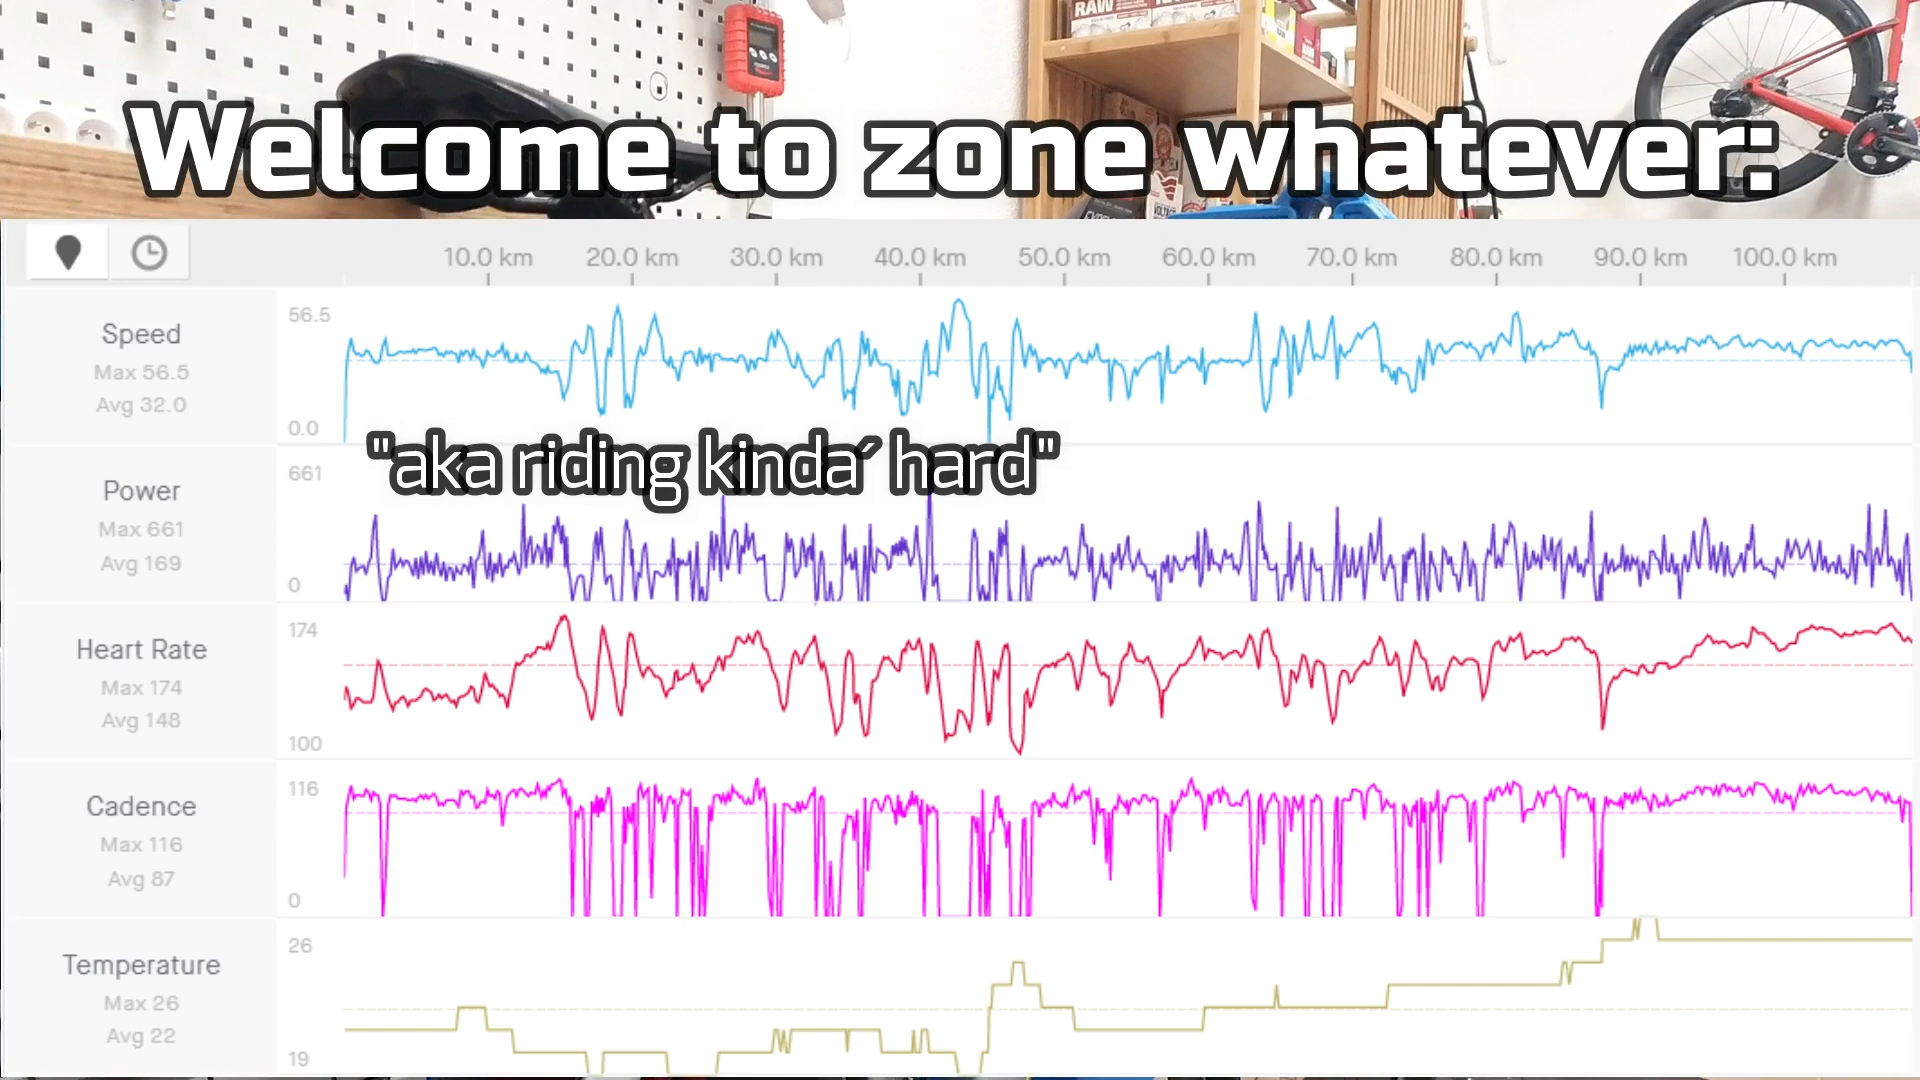 RAW
Welcome to zone whatever:
10.0 km 20.0 km 30.0 km 40.0 km 50.0 km 60.0 km 70.0 km 80.0 km 90.0 km 100.0 km
Speed
Max 56.5
Avg 32.0
56.5
0.0
"aka riding kinda´ hard"
Power
Max 661
Avg 169
661
0
Heart Rate
Max 174
Avg 148
174
100
Cadence
Max 116
Avg 87
116
0
Temperature
Max 26
Avg 22
26
19